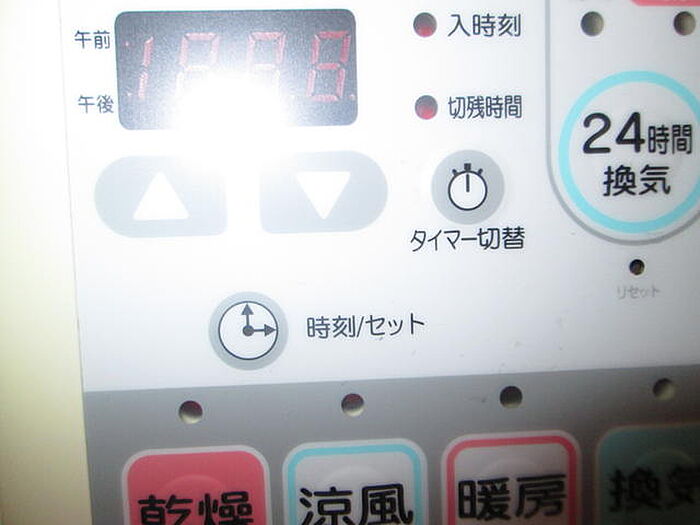 午前
午後
入時刻
切残時間
24時間
換気
タイマー切替
リセット
時刻/セット
乾燥
涼風
暖房
換気